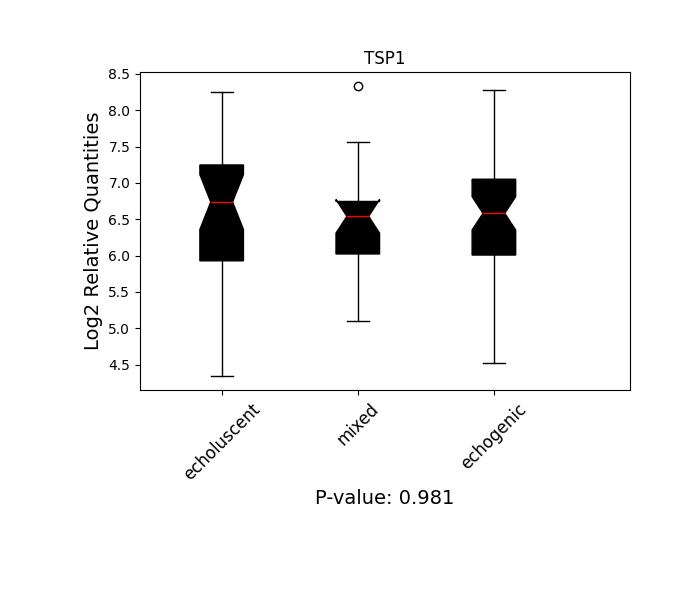 TSP1
Log2 Relative Quantities
8.5
8.0
7.5
7.0
6.5
6.0
5.5
5.0
4.5
echoluscent
mixed
echogenic
P-value: 0.981